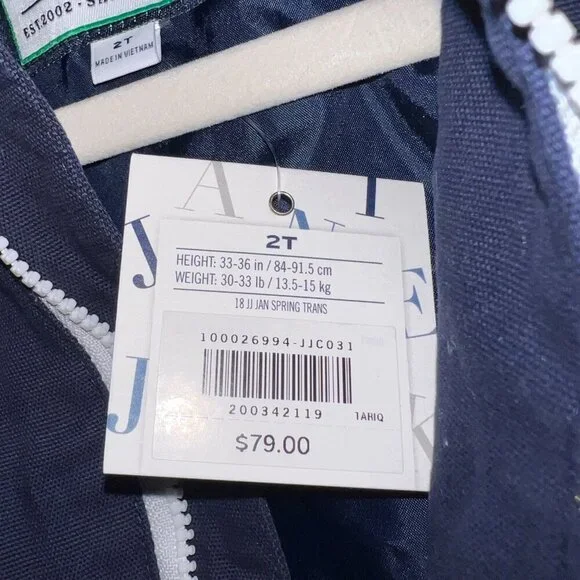 EST.2002 · S
2T
MADE IN VIETNAM
2T
HEIGHT: 33-36 in / 84-91.5 cm
WEIGHT: 30-33 lb / 13.5-15 kg
18 JJ JAN SPRING TRANS
100026994-JJC031
200342119
1ARIQ
$79.00